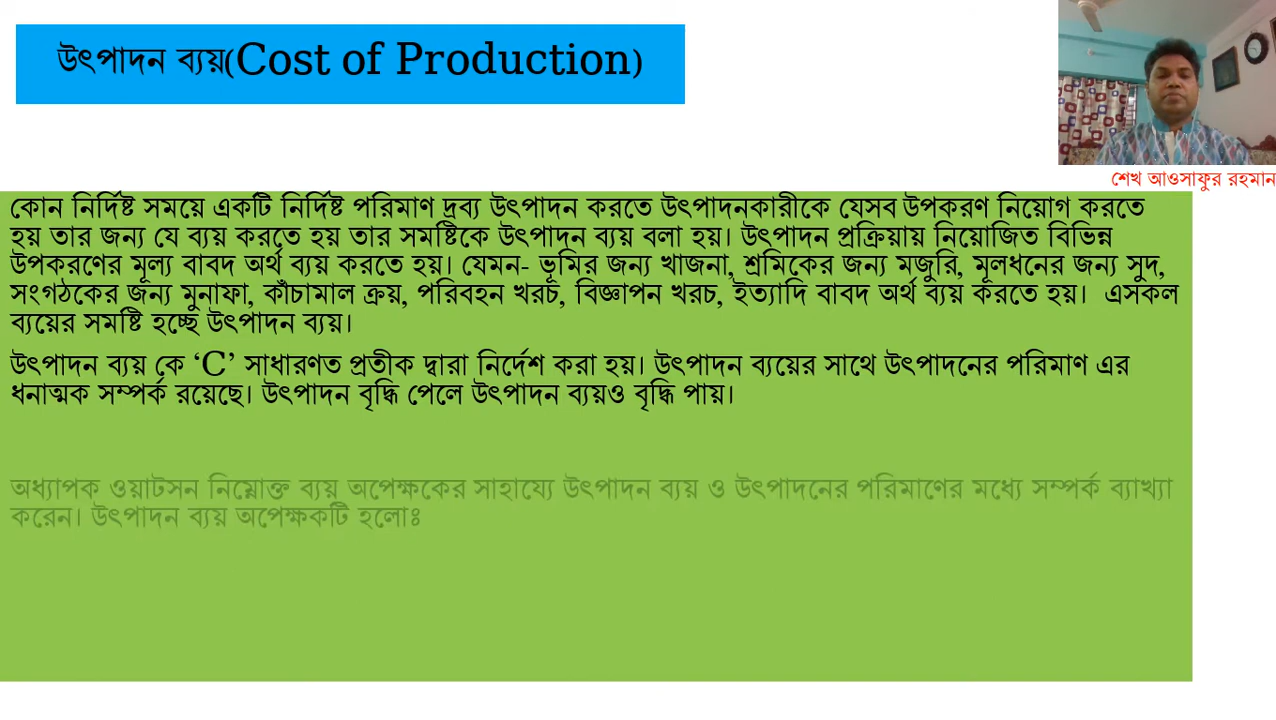 উৎপাদন ব্যয়(Cost of Production)
শেখ আওসাফুর রহমান
কোন নির্দিষ্ট সময়ে একটি নির্দিষ্ট পরিমাণ দ্রব্য উৎপাদন করতে উৎপাদনকারীকে যেসব উপকরণ নিয়োগ করতে
হয় তার জন্য যে ব্যয় করতে হয় তার সমষ্টিকে উৎপাদন ব্যয় বলা হয়। উৎপাদন প্রক্রিয়ায় নিয়োজিত বিভিন্ন
উপকরণের মূল্য বাবদ অর্থ ব্যয় করতে হয়। যেমন- ভূমির জন্য খাজনা, শ্রমিকের জন্য মজুরি, মূলধনের জন্য সুদ,
সংগঠকের জন্য মুনাফা, কাঁচামাল ক্রয়, পরিবহন খরচ, বিজ্ঞাপন খরচ, ইত্যাদি বাবদ অর্থ ব্যয় করতে হয়। এসকল
ব্যয়ের সমষ্টি হচ্ছে উৎপাদন ব্যয়।
উৎপাদন ব্যয় কে ‘C’ সাধারণত প্রতীক দ্বারা নির্দেশ করা হয়। উৎপাদন ব্যয়ের সাথে উৎপাদনের পরিমাণ এর
ধনাত্মক সম্পর্ক রয়েছে। উৎপাদন বৃদ্ধি পেলে উৎপাদন ব্যয়ও বৃদ্ধি পায়।
অধ্যাপক ওয়াটসন নিম্নোক্ত ব্যয় অপেক্ষকের সাহায্যে উৎপাদন ব্যয় ও উৎপাদনের পরিমাণের মধ্যে সম্পর্ক ব্যাখ্যা
করেন। উৎপাদন ব্যয় অপেক্ষকটি হলোঃ